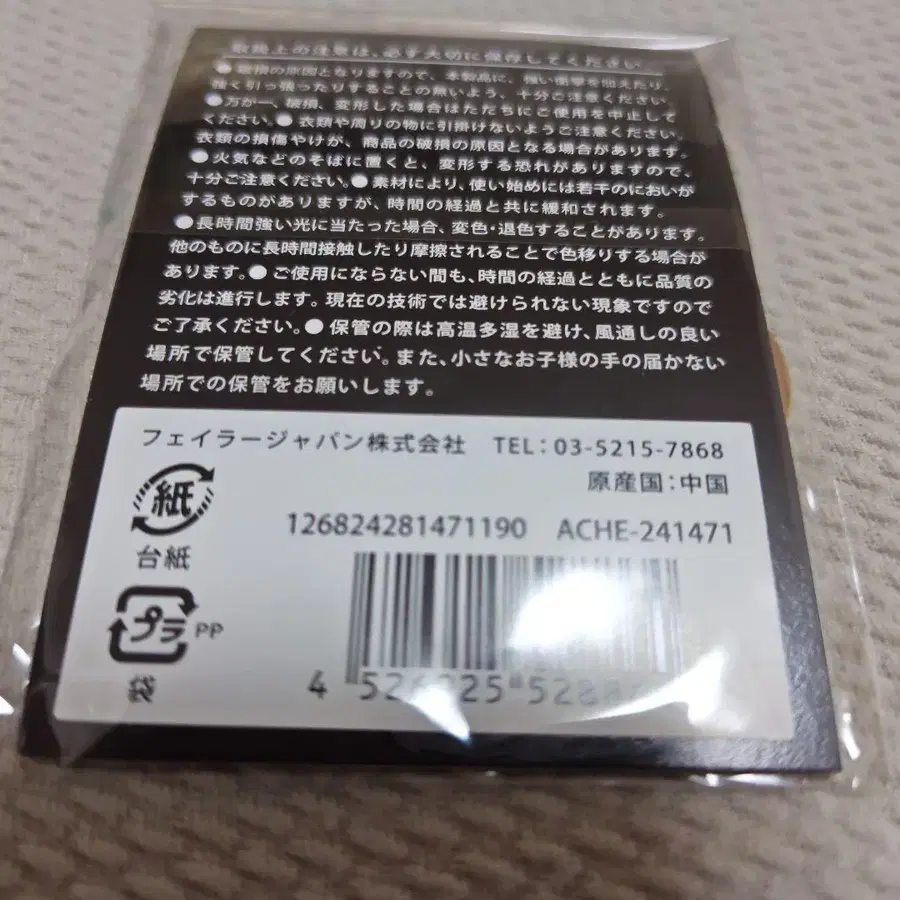 取扱上の注意は、必ず大切に保存してください
●破損の原因となりますので、本製品に、強い衝撃を加えたり、
強く引っ張ったりすることの無いよう、十分ご注意ください。
●万が一、破損、変形した場合はただちにご使用を中止して
ください。●衣類や周りの物に引掛けないようご注意ください。
衣類の損傷やけが、商品の破損の原因となる場合があります。
●火気などのそばに置くと、変形する恐れがありますので、
十分ご注意ください。●素材により、使い始めには若干のにおいが
するものがありますが、時間の経過と共に緩和されます。
●長時間強い光に当たった場合、変色・退色することがあります。
他のものに長時間接触したり摩擦されることで色移りする場合が
あります。●ご使用にならない間も、時間の経過とともに品質の
劣化は進行します。現在の技術では避けられない現象ですので
ご了承ください。●保管の際は高温多湿を避け、風通しの良い
場所で保管してください。また、小さなお子様の手の届かない
場所での保管をお願いします。
フェイラージャパン株式会社 TEL:03-5215-7868
原産国:中国
紙
台紙
126824281471190 ACHE-241471
プラ PP
袋
4